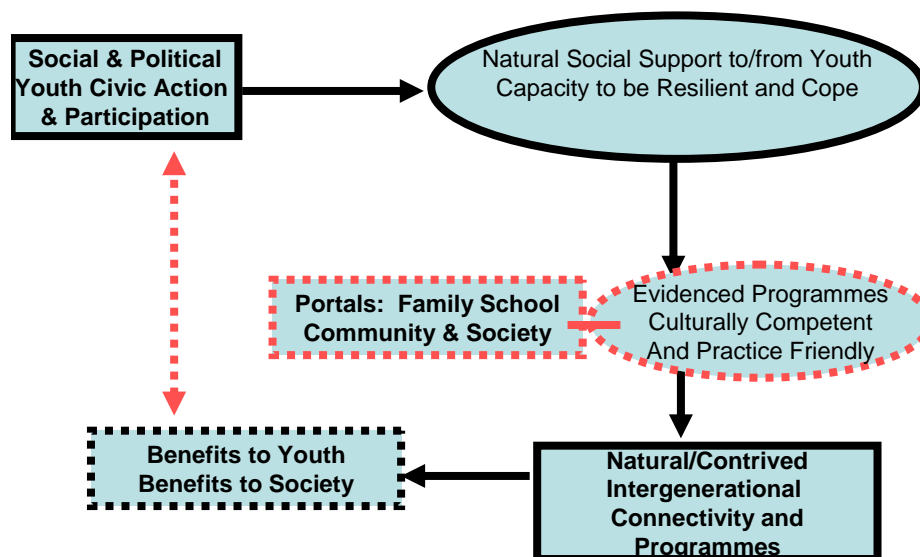 Social & Political
Youth Civic Action
& Participation
Natural Social Support to/from Youth
Capacity to be Resilient and Cope
Portals: Family School
Community & Society
Evidenced Programmes
Culturally Competent
And Practice Friendly
Benefits to Youth
Benefits to Society
Natural/Contrived
Intergenerational
Connectivity and
Programmes